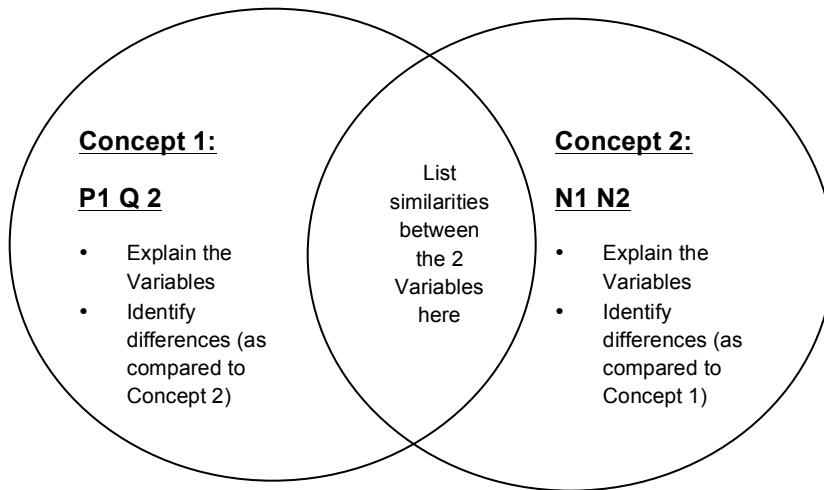 Concept 1:
P1 Q 2
• Explain the
Variables
• Identify
differences (as
compared to
Concept 2)
List
similarities
between
the 2
Variables
here
Concept 2:
N1 N2
• Explain the
Variables
• Identify
differences (as
compared to
Concept 1)